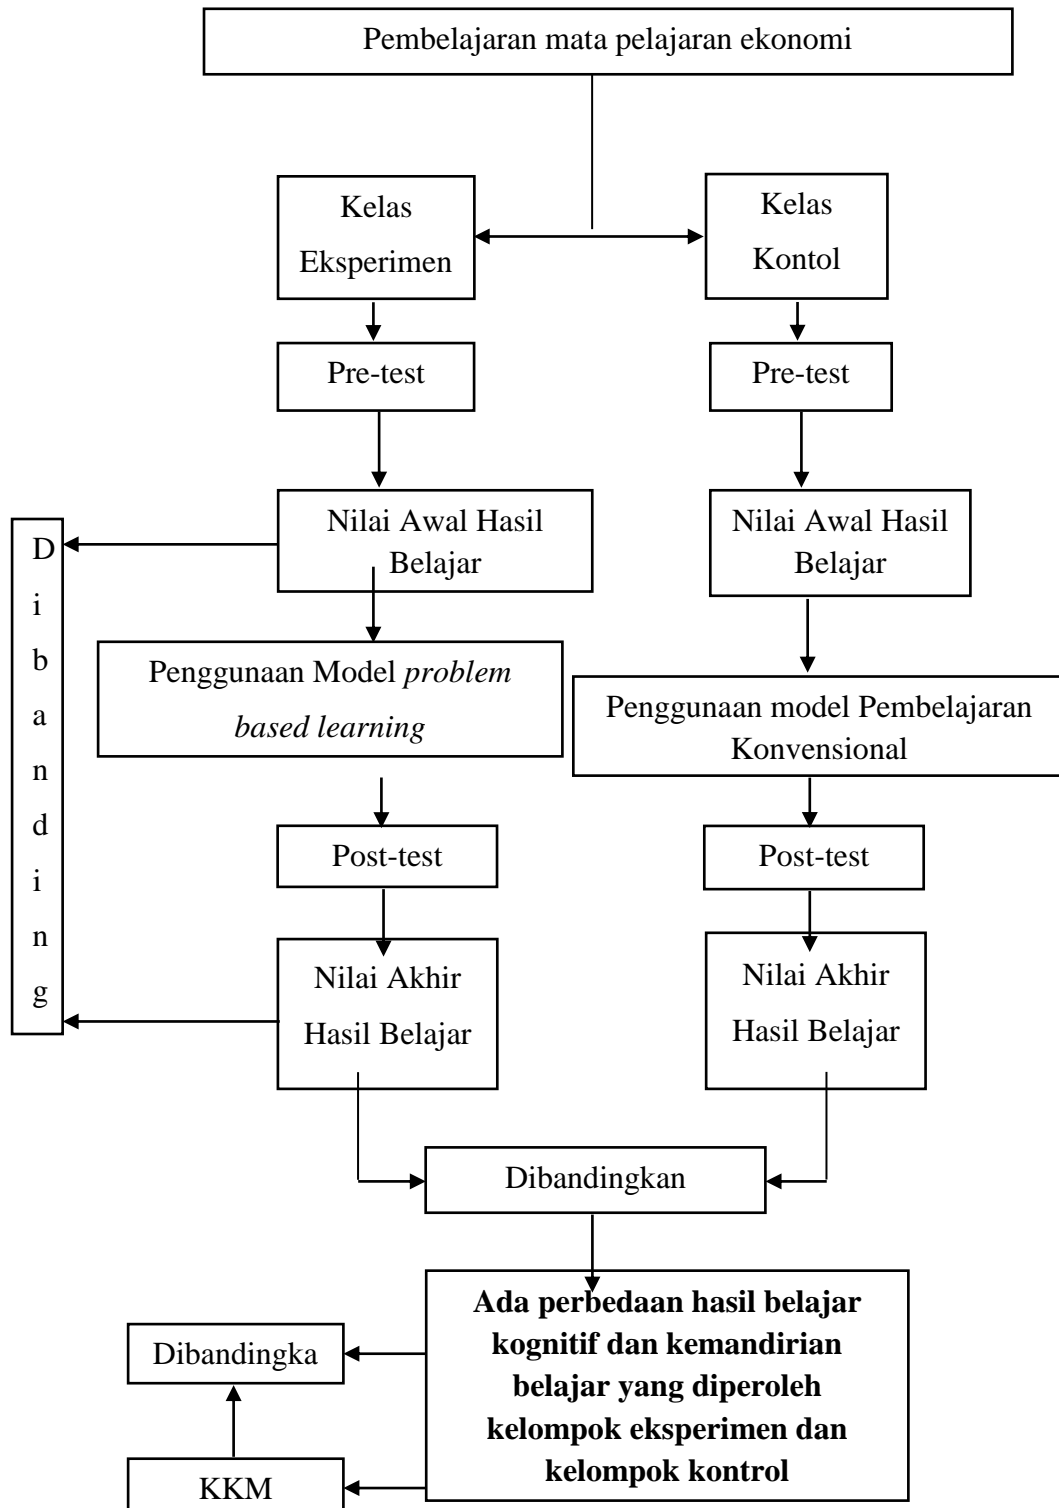 Pembelajaran mata pelajaran ekonomi
Kelas
Eksperimen
Kelas
Kontol
Pre-test
Pre-test
Nilai Awal Hasil
Belajar
Nilai Awal Hasil
Belajar
D
i
b
a
n
d
i
n
g
Penggunaan Model problem
based learning
Penggunaan model Pembelajaran
Konvensional
Post-test
Post-test
Nilai Akhir
Hasil Belajar
Nilai Akhir
Hasil Belajar
Dibandingkan
Ada perbedaan hasil belajar
kognitif dan kemandirian
belajar yang diperoleh
kelompok eksperimen dan
kelompok kontrol
Dibandingka
KKM